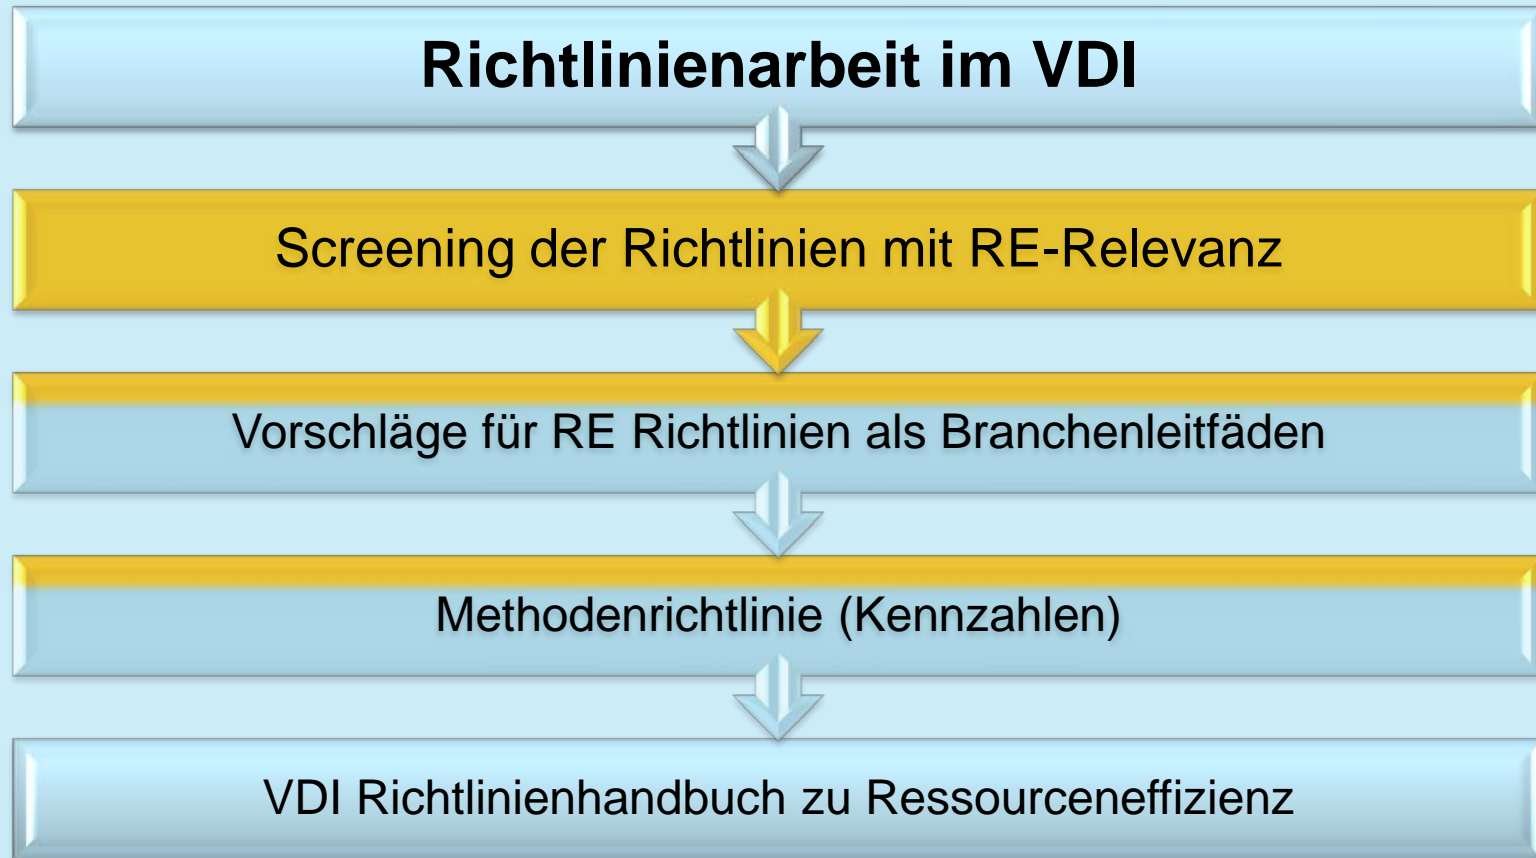 Richtlinienarbeit im VDI
Screening der Richtlinien mit RE-Relevanz
Vorschläge für RE Richtlinien als Branchenleitfäden
Methodenrichtlinie (Kennzahlen)
VDI Richtlinienhandbuch zu Ressourceneffizienz